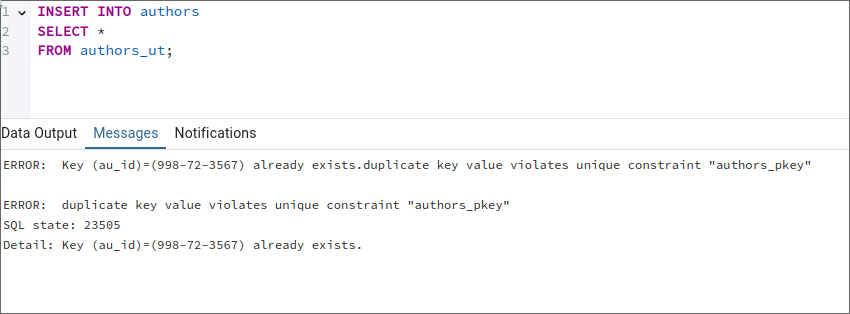 1 INSERT INTO authors
2 SELECT *
3 FROM authors_ut;
Data Output Messages Notifications
ERROR:  Key (au_id)=(998-72-3567) already exists.duplicate key value violates unique constraint "authors_pkey"
ERROR:  duplicate key value violates unique constraint "authors_pkey"
SQL state: 23505
Detail: Key (au_id)=(998-72-3567) already exists.